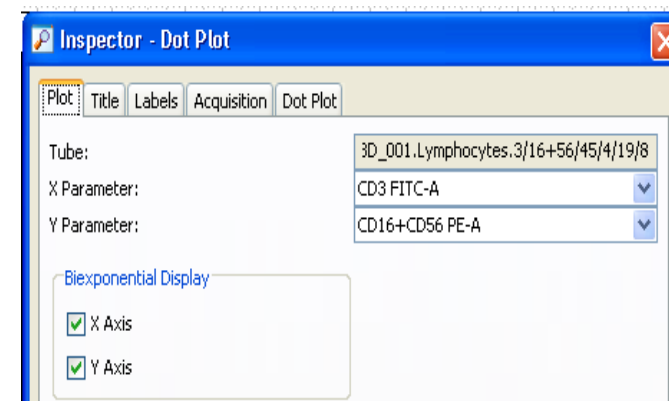 Inspector - Dot Plot
Plot Title Labels Acquisition Dot Plot
Tube: 3D_001.Lymphocytes.3/16+56/45/4/19/8
X Parameter: CD3 FITC-A
Y Parameter: CD16+CD56 PE-A
Biexponential Display
X Axis
Y Axis